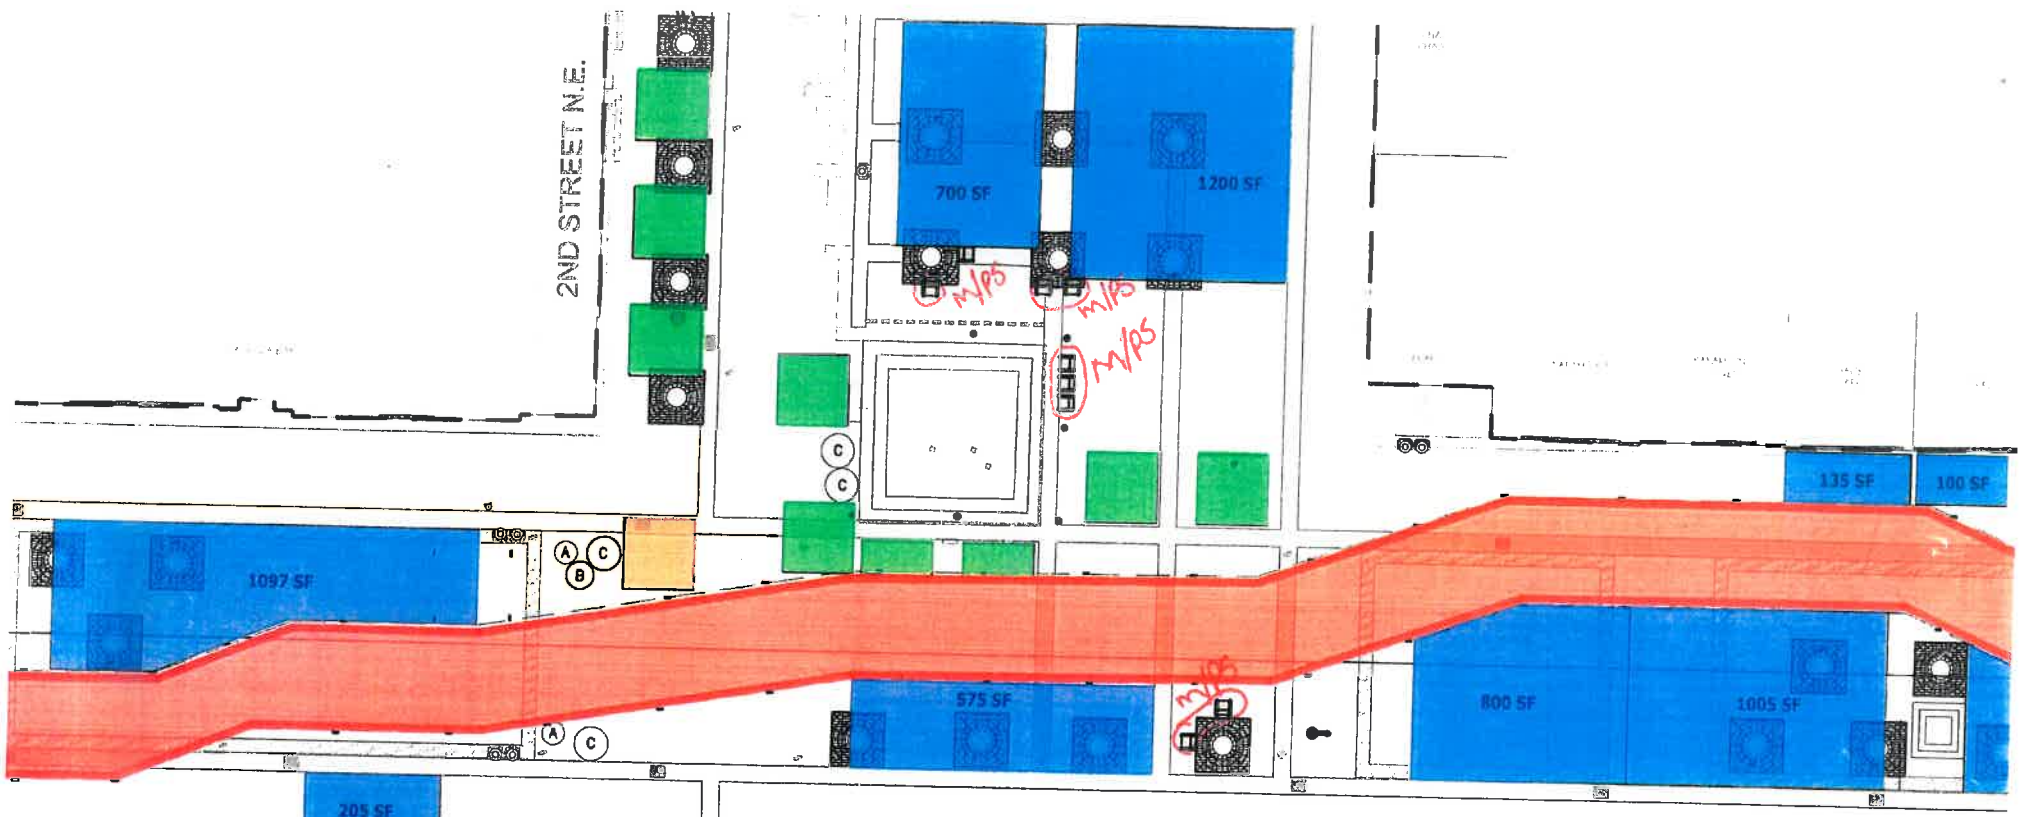 2ND STREET N.E.
700 SF
1200 SF
m/ps
m/ps
m/ps
C
C
135 SF
100 SF
1097 SF
A
C
B
m/ps
575 SF
800 SF
1005 SF
A
C
205 SF